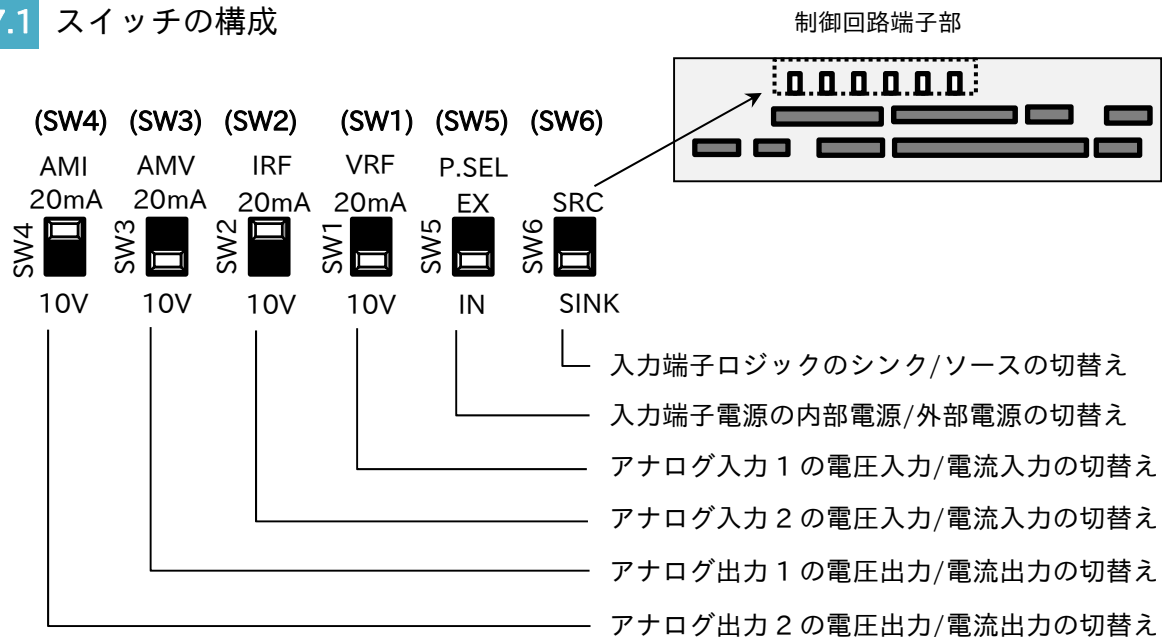 7.1 スイッチの構成
制御回路端子部
(SW4) (SW3) (SW2) (SW1) (SW5) (SW6)
AMI AMV IRF VRF P.SEL
20mA 20mA 20mA 20mA EX SRC
SW4 SW3 SW2 SW1 SW5 SW6
10V 10V 10V 10V IN SINK
入力端子ロジックのシンク/ソースの切替え
入力端子電源の内部電源/外部電源の切替え
アナログ入力１の電圧入力/電流入力の切替え
アナログ入力２の電圧入力/電流入力の切替え
アナログ出力１の電圧出力/電流出力の切替え
アナログ出力２の電圧出力/電流出力の切替え